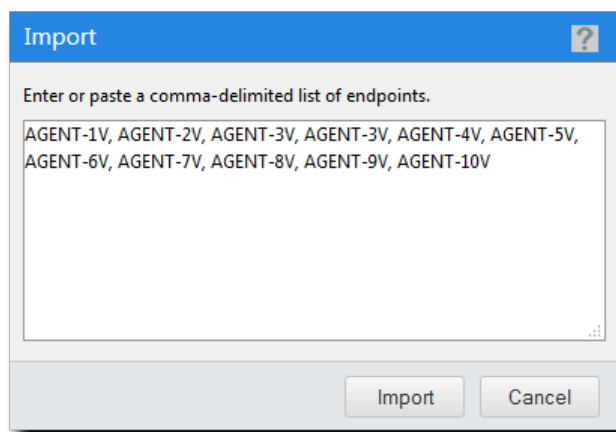 Import
?
Enter or paste a comma-delimited list of endpoints.
AGENT-1V, AGENT-2V, AGENT-3V, AGENT-3V, AGENT-4V, AGENT-5V,
AGENT-6V, AGENT-7V, AGENT-8V, AGENT-9V, AGENT-10V
Import
Cancel